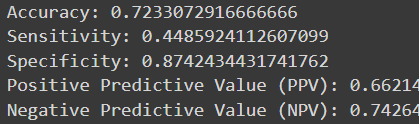 Accuracy: 0.7233072916666666
Sensitivity: 0.4485924112607099
Specificity: 0.8742434431741762
Positive Predictive Value (PPV): 0.66214
Negative Predictive Value (NPV): 0.74264